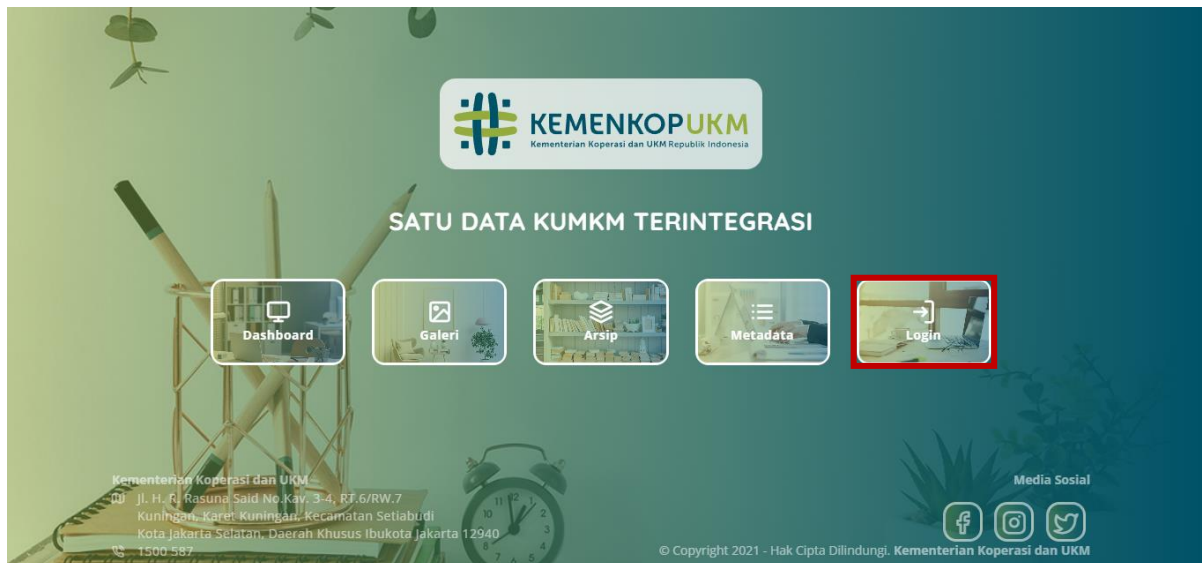 KEMENKOPUKM
Kementerian Koperasi dan UKM Republik Indonesia
SATU DATA KUMKM TERINTEGRASI
Dashboard
Galeri
Arsip
Metadata
Login
Kementerian Koperasi dan UKM
Jl. H. R. Rasuna Said No.Kav. 3-4, RT.6/RW.7
Kuningan, Karet Kuningan, Kecamatan Setiabudi
Kota Jakarta Selatan, Daerah Khusus Ibukota Jakarta 12940
1500 587
Media Sosial
© Copyright 2021 - Hak Cipta Dilindungi. Kementerian Koperasi dan UKM